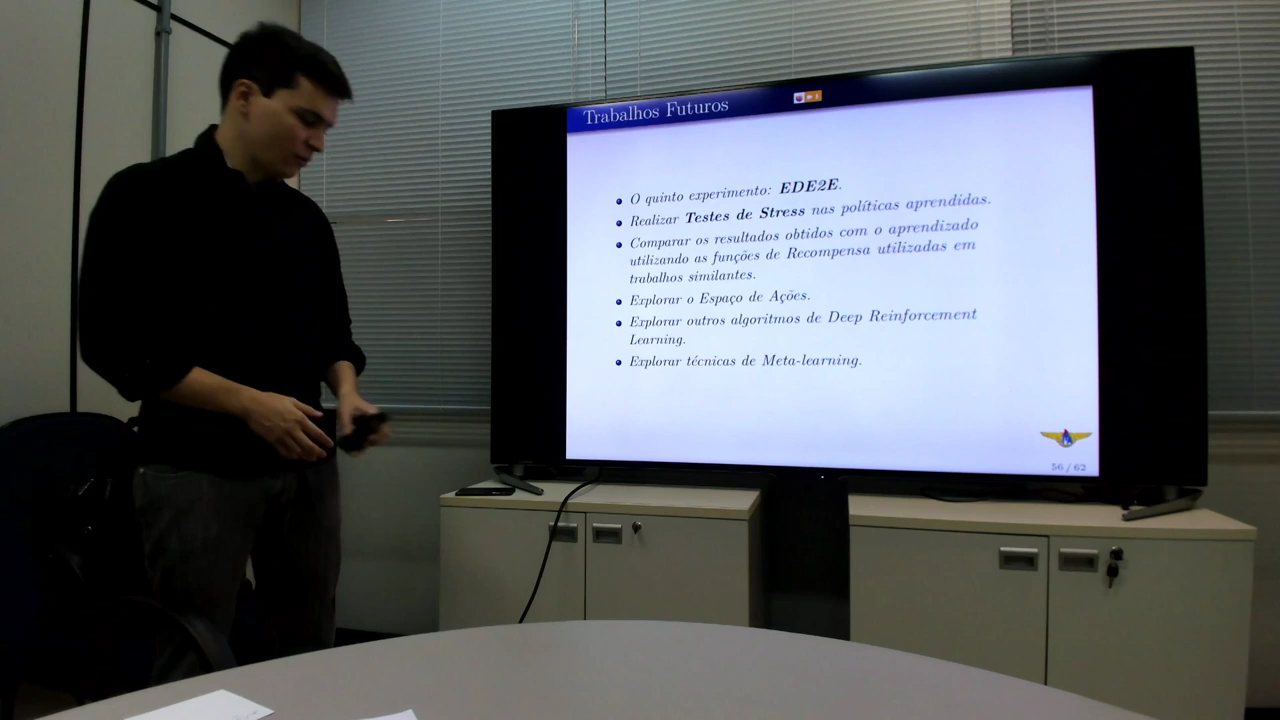 Trabalhos Futuros
O quinto experimento: EDE2E.
Realizar Testes de Stress nas políticas aprendidas.
Comparar os resultados obtidos com o aprendizado
utilizando as funções de Recompensa utilizadas em
trabalhos similantes.
Explorar o Espaço de Ações.
Explorar outros algoritmos de Deep Reinforcement
Learning.
Explorar técnicas de Meta-learning.
56 / 62